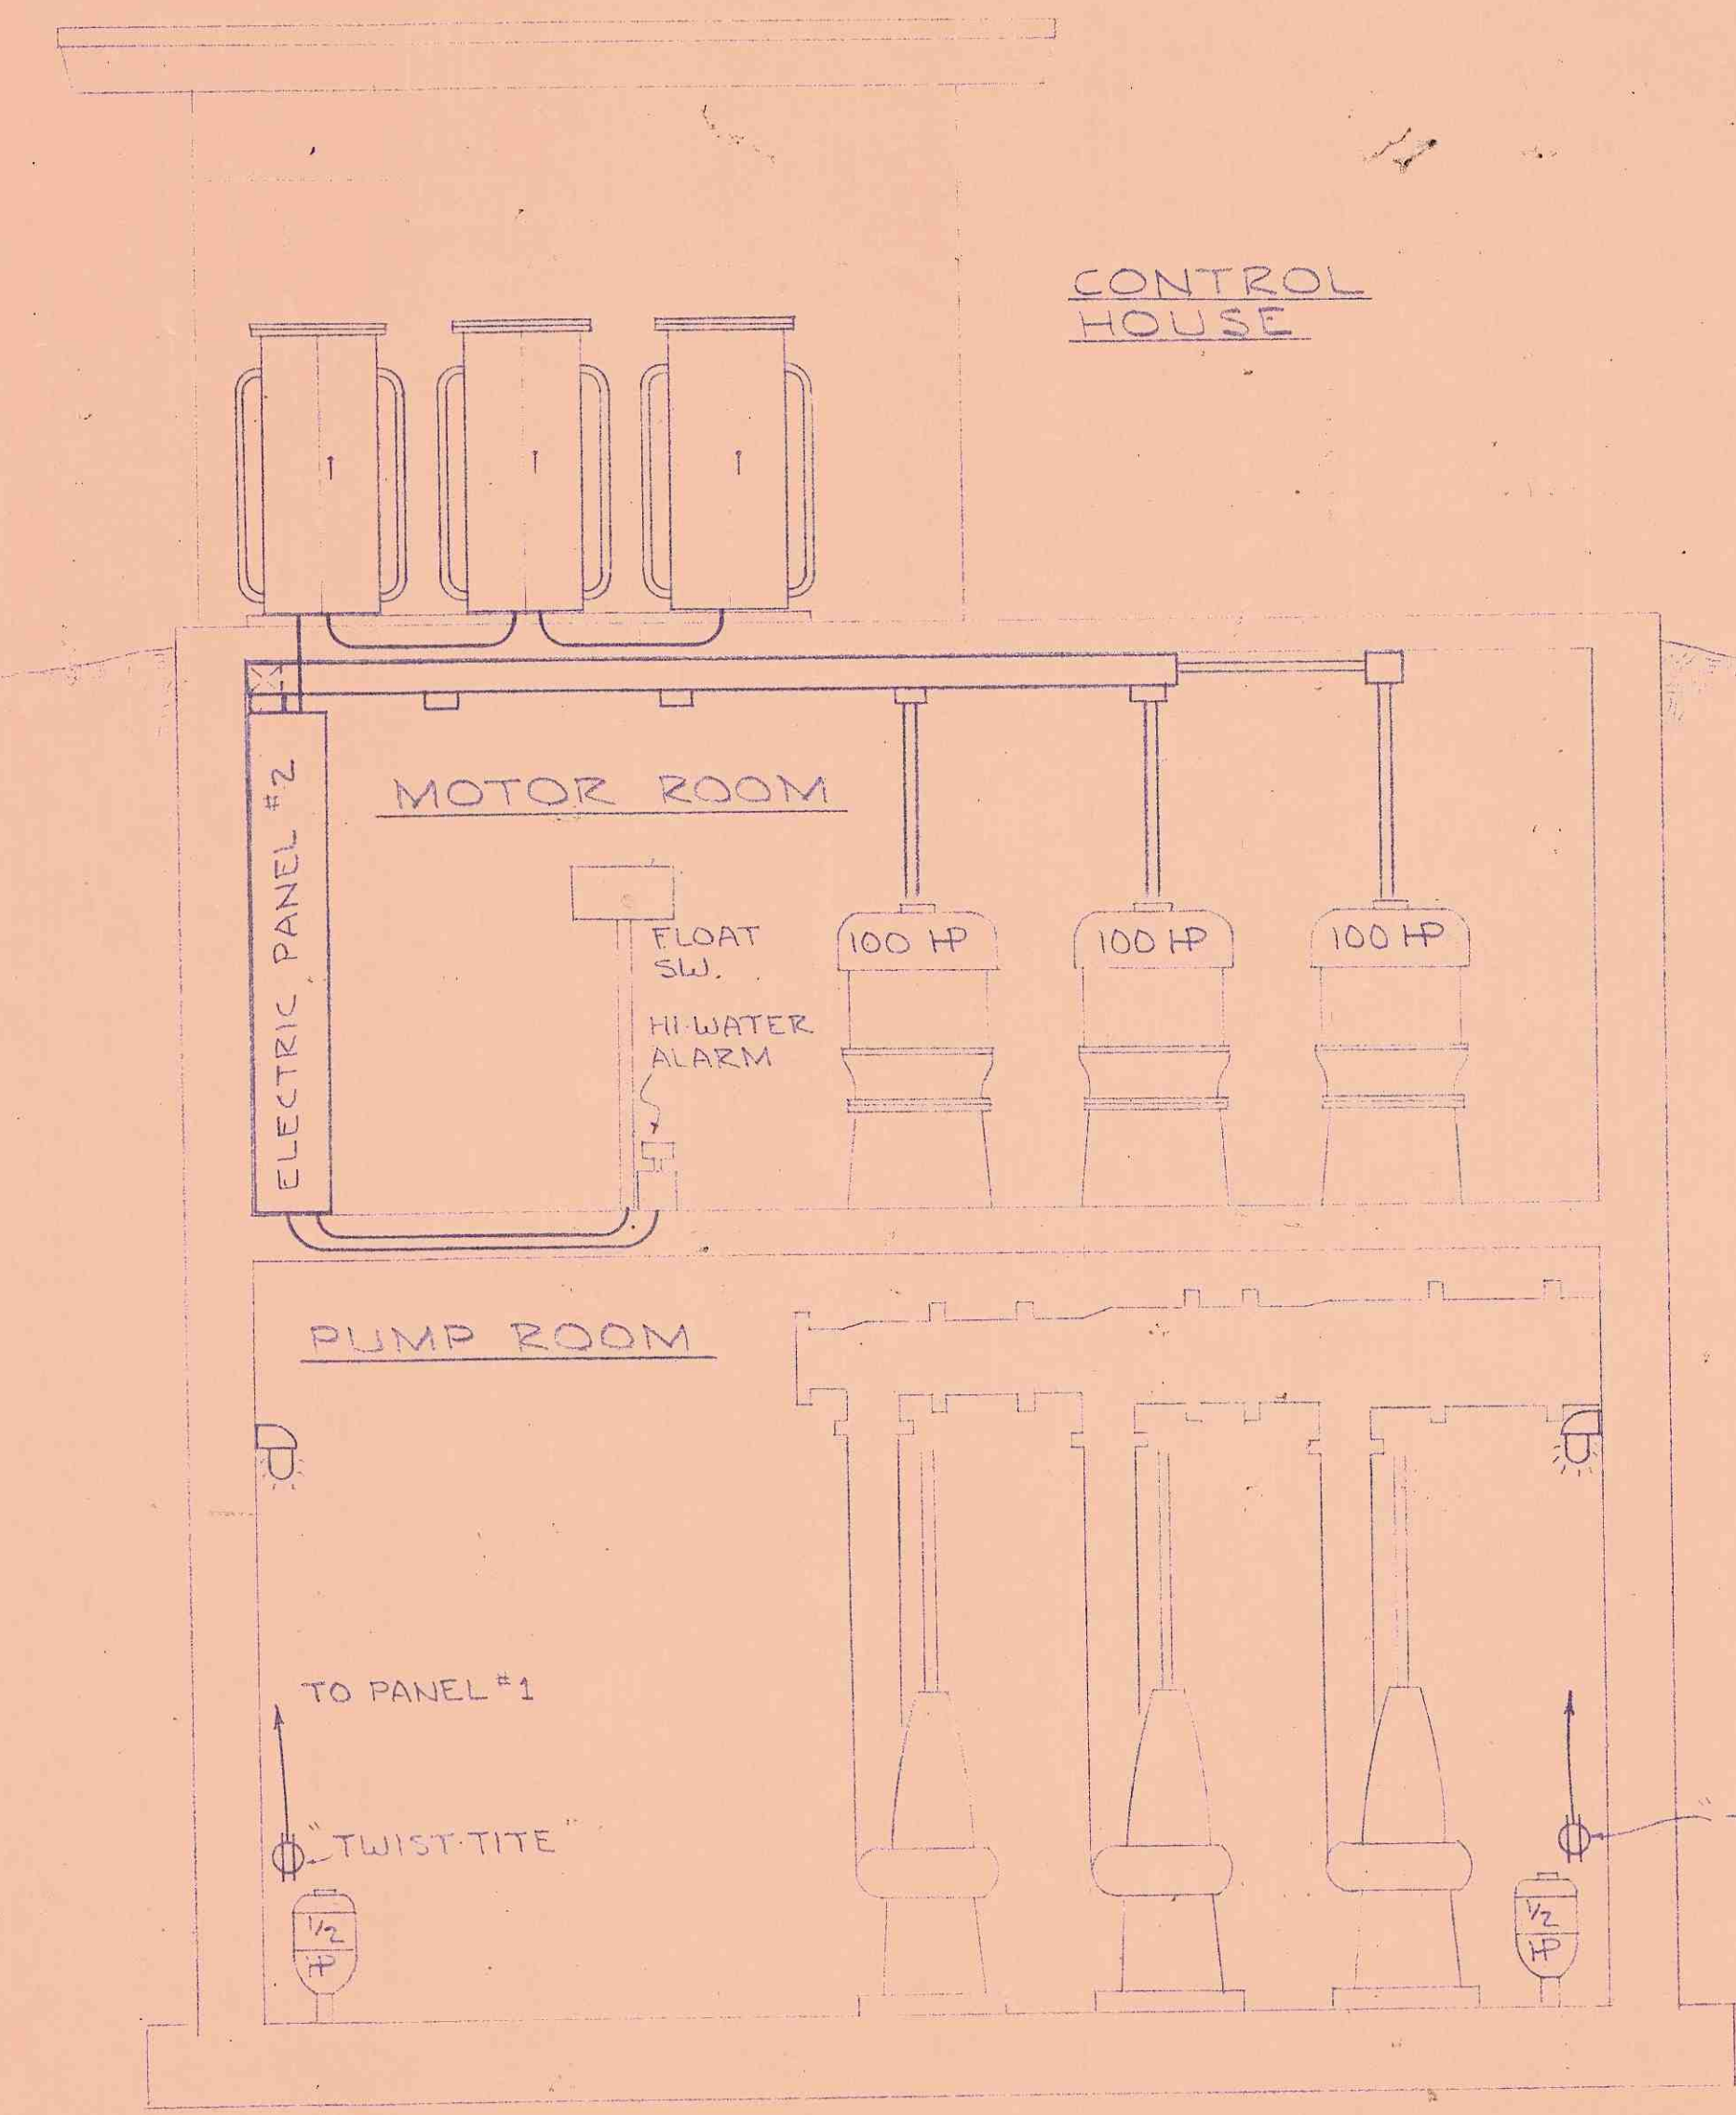 CONTROL
HOUSE
MOTOR ROOM
ELECTRIC PANEL #2
FLOAT
SW.
HI-WATER
ALARM
100 HP
100 HP
100 HP
PUMP ROOM
TO PANEL #1
"TWIST-TITE"
1/2
HP
1/2
HP
"